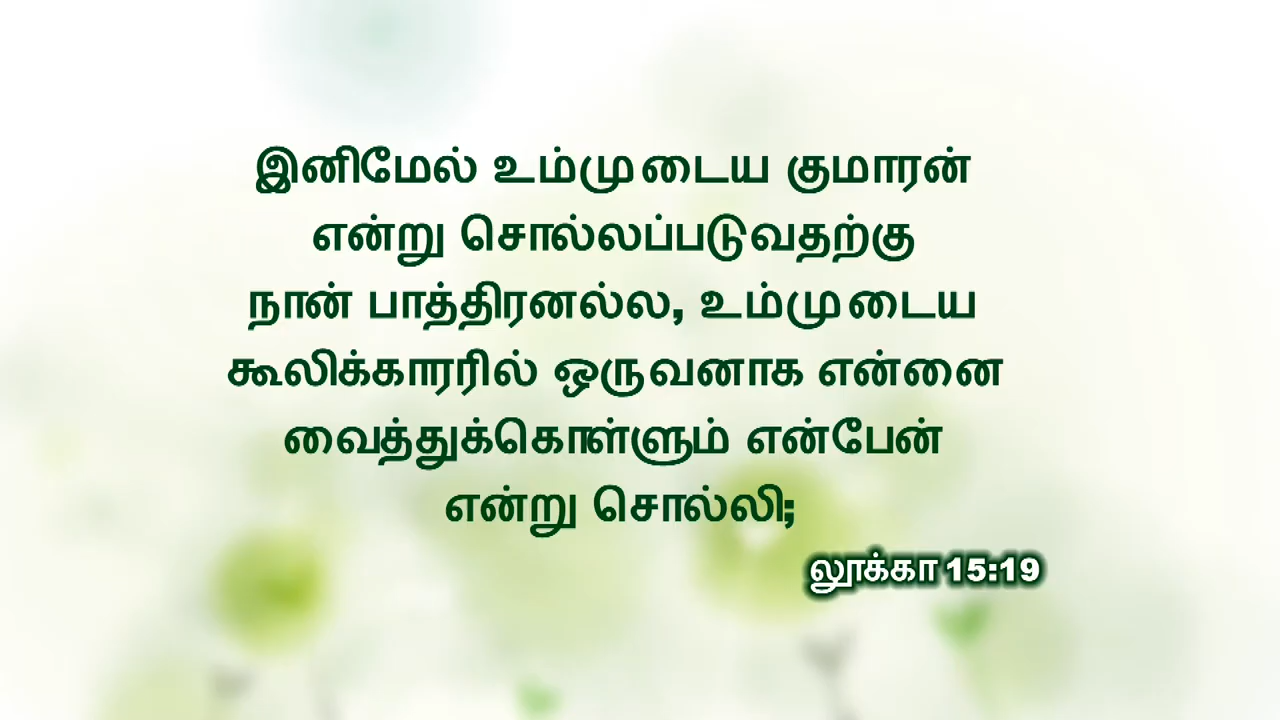 இனிமேல் உம்முடைய குமாரன்
என்று சொல்லப்படுவதற்கு
நான் பாத்திரனல்ல, உம்முடைய
கூலிக்காரரில் ஒருவனாக என்னை
வைத்துக்கொள்ளும் என்பேன்
என்று சொல்லி;
லூக்கா 15:19